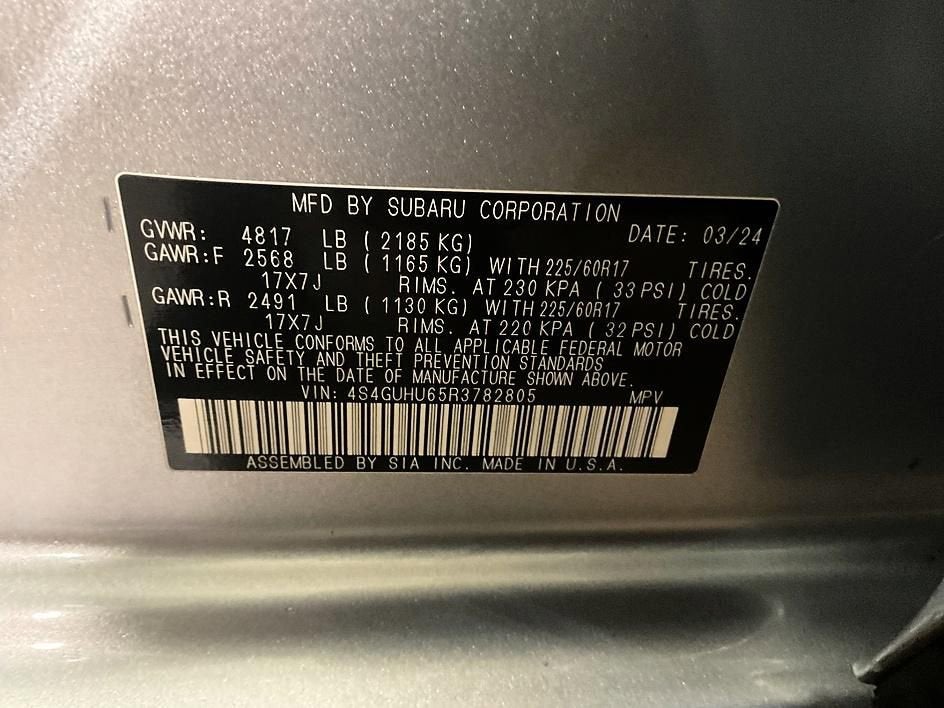 MFD BY SUBARU CORPORATION
GVWR: 4817 LB ( 2185 KG) DATE: 03/24
GAWR:F 2568 LB ( 1165 KG) WITH 225/60R17 TIRES.
17X7J RIMS. AT 230 KPA ( 33 PSI) COLD
GAWR:R 2491 LB ( 1130 KG) WITH 225/60R17 TIRES.
17X7J RIMS. AT 220 KPA ( 32 PSI) COLD
THIS VEHICLE CONFORMS TO ALL APPLICABLE FEDERAL MOTOR
VEHICLE SAFETY AND THEFT PREVENTION STANDARDS
IN EFFECT ON THE DATE OF MANUFACTURE SHOWN ABOVE.
VIN: 4S4GUHU65R3782805 MPV
ASSEMBLED BY SIA INC. MADE IN U.S.A.